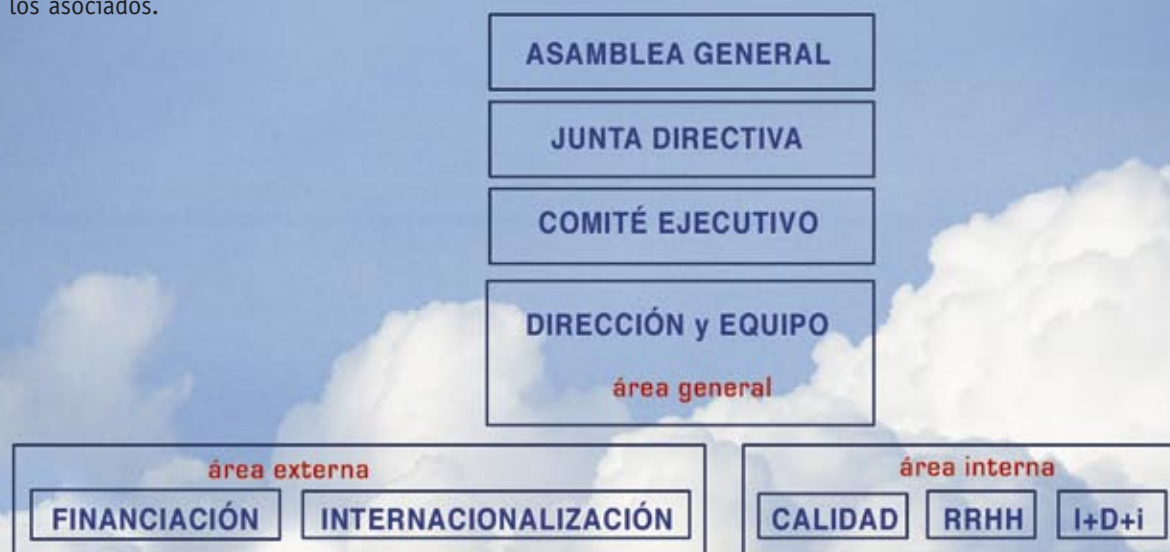 los asociados.
ASAMBLEA GENERAL
JUNTA DIRECTIVA
COMITÉ EJECUTIVO
DIRECCIÓN y EQUIPO
área general
área externa
FINANCIACIÓN INTERNACIONALIZACIÓN
área interna
CALIDAD RRHH I+D+i